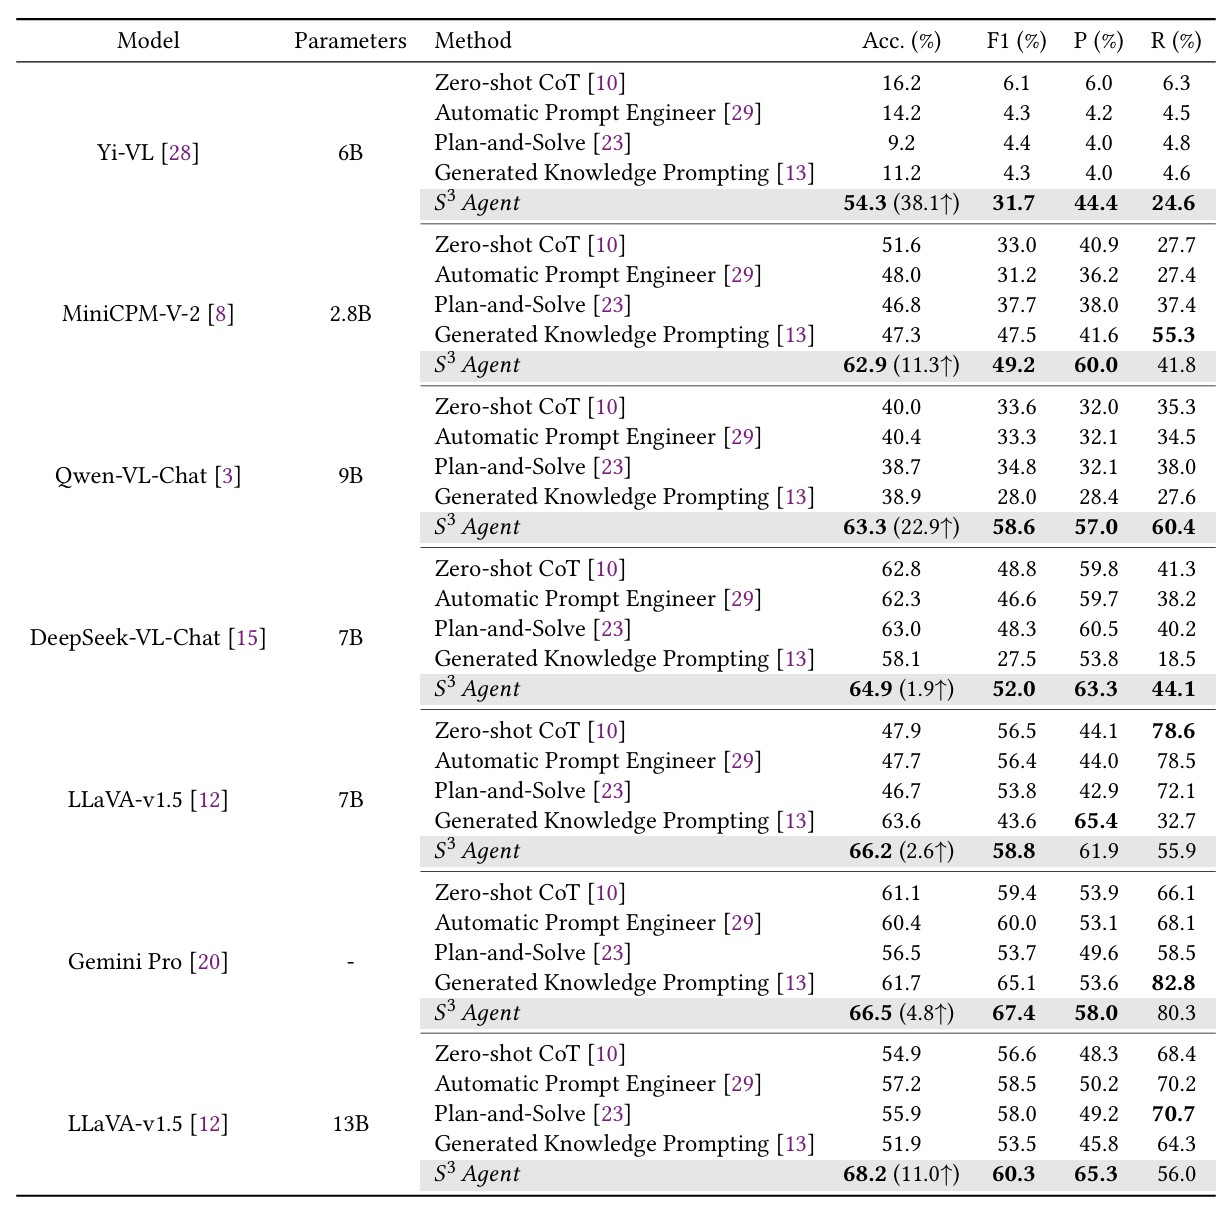 Model Parameters Method Acc. (%) F1 (%) P (%) R (%)
Zero-shot CoT [10] 16.2 6.1 6.0 6.3
Automatic Prompt Engineer [29] 14.2 4.3 4.2 4.5
Yi-VL [28] 6B Plan-and-Solve [23] 9.2 4.4 4.0 4.8
Generated Knowledge Prompting [13] 11.2 4.3 4.0 4.6
S³ Agent 54.3 (38.1↑) 31.7 44.4 24.6
Zero-shot CoT [10] 51.6 33.0 40.9 27.7
Automatic Prompt Engineer [29] 48.0 31.2 36.2 27.4
MiniCPM-V-2 [8] 2.8B Plan-and-Solve [23] 46.8 37.7 38.0 37.4
Generated Knowledge Prompting [13] 47.3 47.5 41.6 55.3
S³ Agent 62.9 (11.3↑) 49.2 60.0 41.8
Zero-shot CoT [10] 40.0 33.6 32.0 35.3
Automatic Prompt Engineer [29] 40.4 33.3 32.1 34.5
Qwen-VL-Chat [3] 9B Plan-and-Solve [23] 38.7 34.8 32.1 38.0
Generated Knowledge Prompting [13] 38.9 28.0 28.4 27.6
S³ Agent 63.3 (22.9↑) 58.6 57.0 60.4
Zero-shot CoT [10] 62.8 48.8 59.8 41.3
Automatic Prompt Engineer [29] 62.3 46.6 59.7 38.2
DeepSeek-VL-Chat [15] 7B Plan-and-Solve [23] 63.0 48.3 60.5 40.2
Generated Knowledge Prompting [13] 58.1 27.5 53.8 18.5
S³ Agent 64.9 (1.9↑) 52.0 63.3 44.1
Zero-shot CoT [10] 47.9 56.5 44.1 78.6
Automatic Prompt Engineer [29] 47.7 56.4 44.0 78.5
LLaVA-v1.5 [12] 7B Plan-and-Solve [23] 46.7 53.8 42.9 72.1
Generated Knowledge Prompting [13] 63.6 43.6 65.4 32.7
S³ Agent 66.2 (2.6↑) 58.8 61.9 55.9
Zero-shot CoT [10] 61.1 59.4 53.9 66.1
Automatic Prompt Engineer [29] 60.4 60.0 53.1 68.1
Gemini Pro [20] - Plan-and-Solve [23] 56.5 53.7 49.6 58.5
Generated Knowledge Prompting [13] 61.7 65.1 53.6 82.8
S³ Agent 66.5 (4.8↑) 67.4 58.0 80.3
Zero-shot CoT [10] 54.9 56.6 48.3 68.4
Automatic Prompt Engineer [29] 57.2 58.5 50.2 70.2
LLaVA-v1.5 [12] 13B Plan-and-Solve [23] 55.9 58.0 49.2 70.7
Generated Knowledge Prompting [13] 51.9 53.5 45.8 64.3
S³ Agent 68.2 (11.0↑) 60.3 65.3 56.0